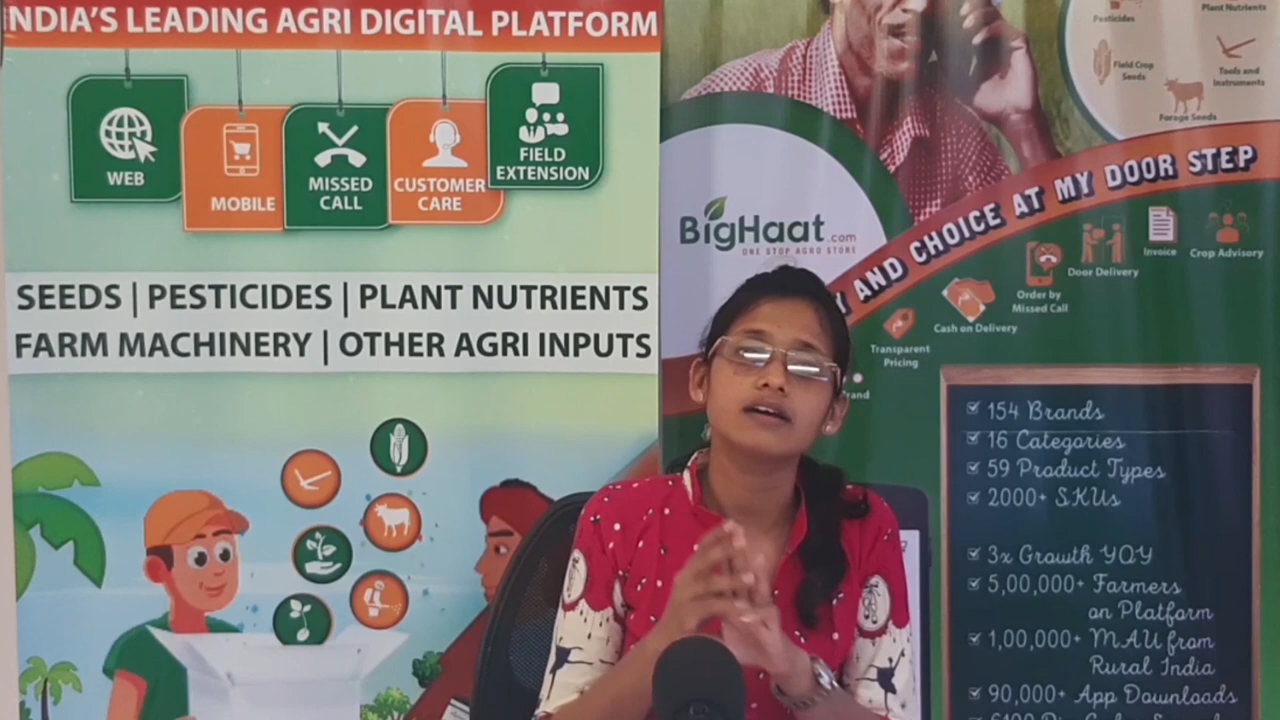 NDIA'S LEADING AGRI DIGITAL PLATFORM
WEB
MOBILE
MISSED
CALL
CUSTOMER
CARE
FIELD
EXTENSION
SEEDS | PESTICIDES | PLANT NUTRIENTS
FARM MACHINERY | OTHER AGRI INPUTS
Pesticides
Plant Nutrients
Field Crop
Seeds
Tools and
Instruments
Forage Seeds
BigHaat.com
ONE STOP AGRO STORE
AND CHOICE AT MY DOOR STEP
Transparent
Pricing
Cash on Delivery
Order by
Missed Call
Door Delivery
Invoice
Crop Advisory
154 Brands
16 Categories
59 Product Types
2000+ SKUs
3x Growth YOY
5,00,000+ Farmers
on Platform
1,00,000+ MAU from
Rural India
90,000+ App Downloads